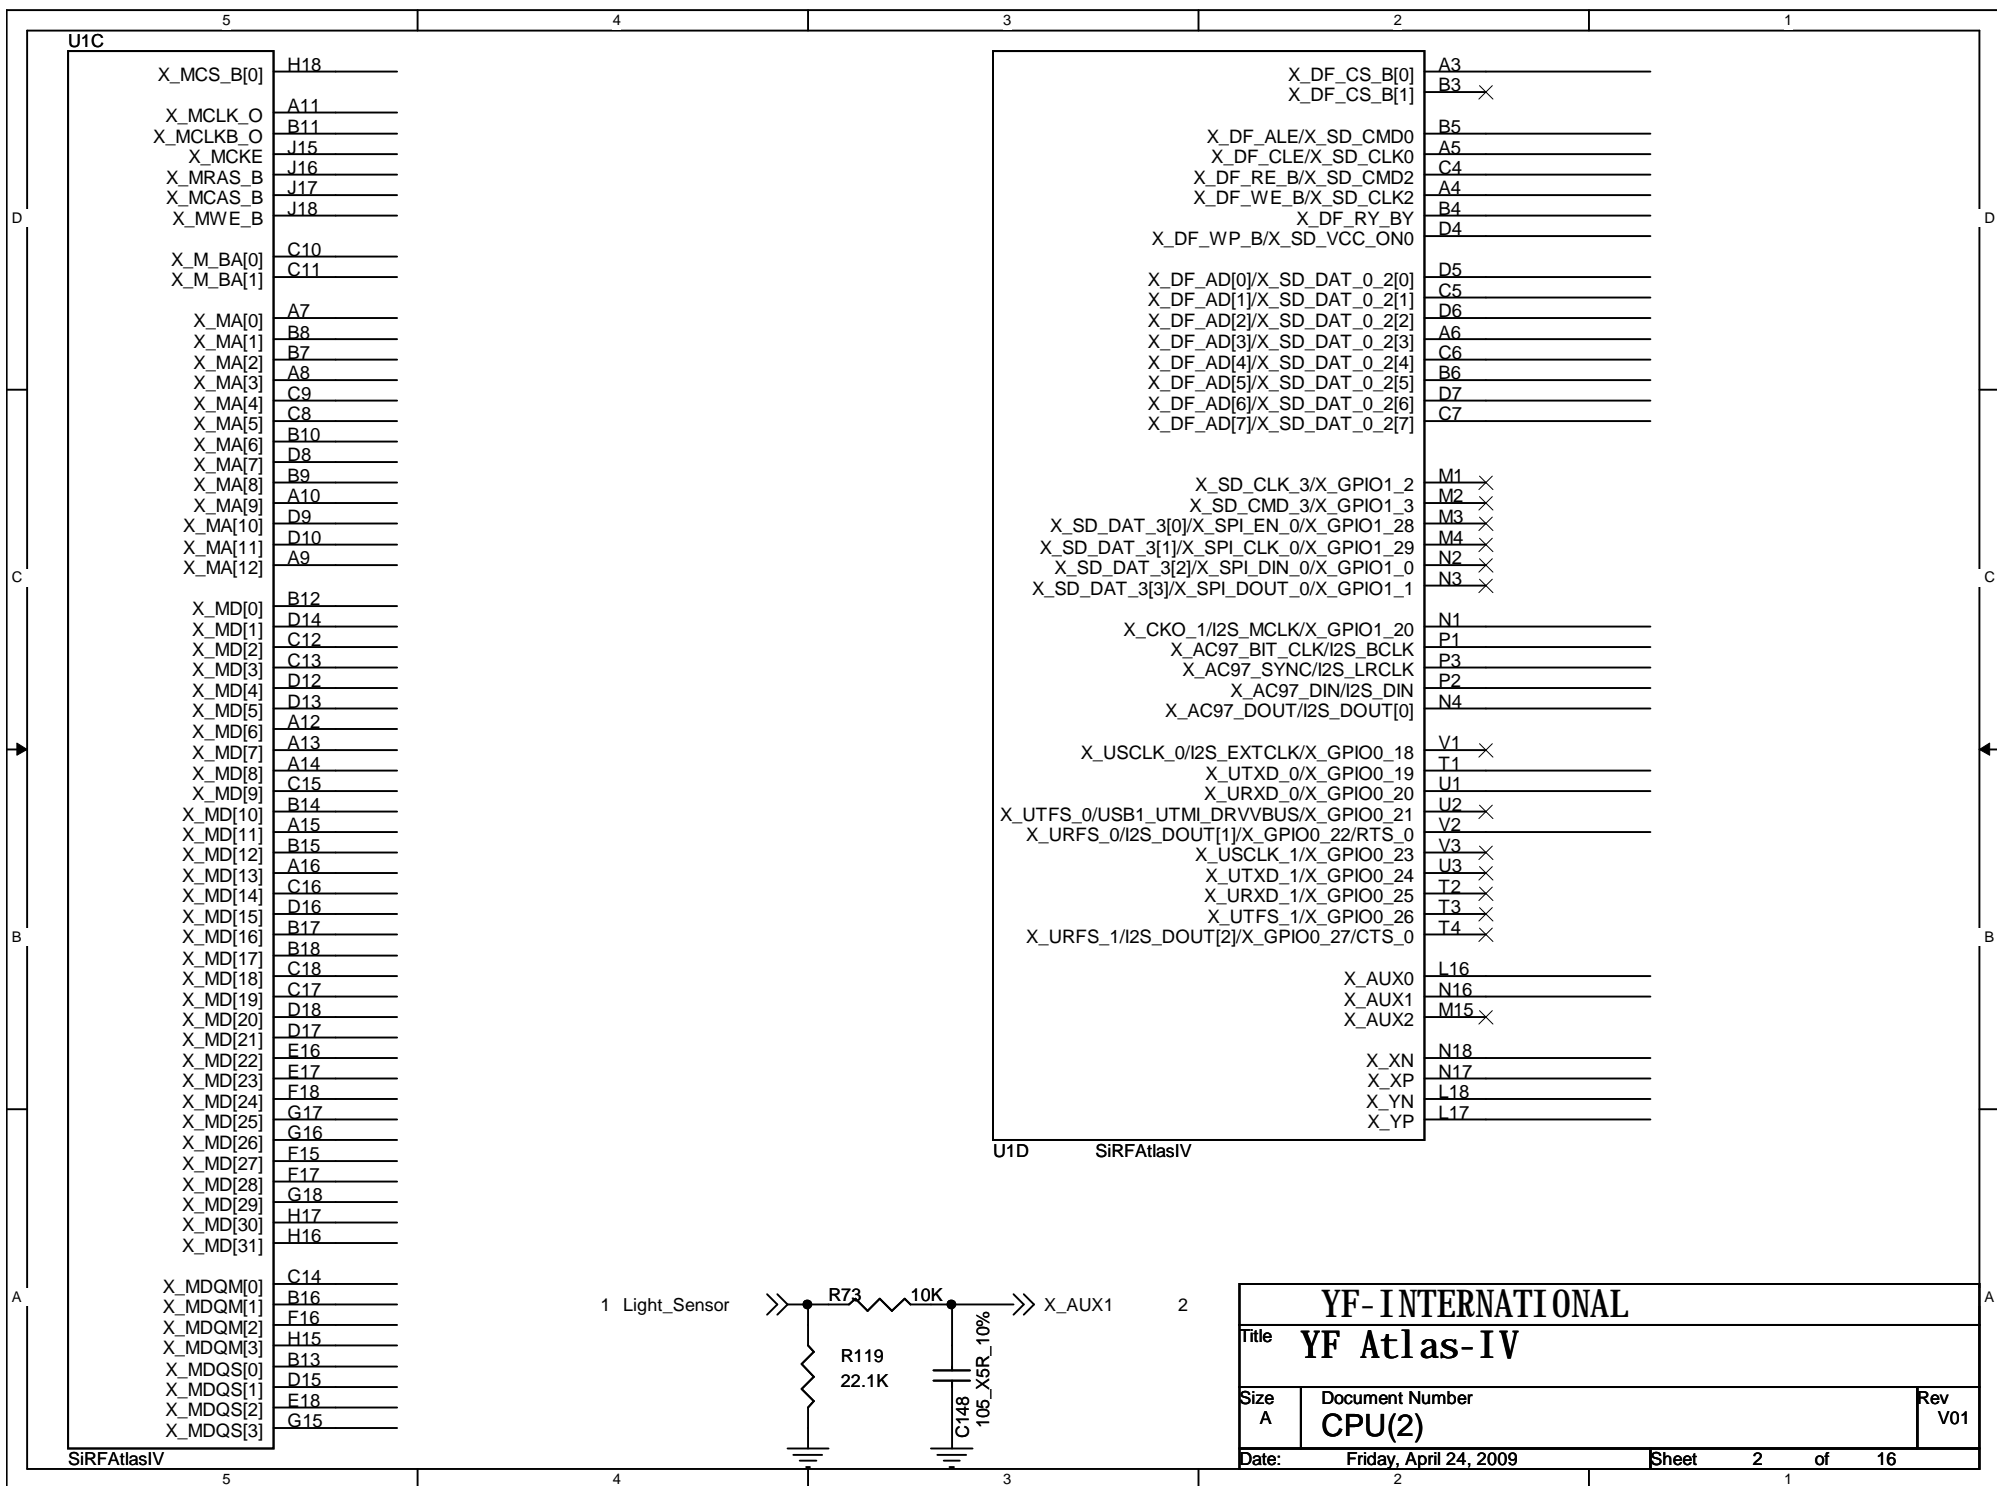 5 4 3 2 1
U1C
X_MCS_B[0] H18
X_MCLK_O A11
X_MCLKB_O B11
X_MCKE J15
X_MRAS_B J16
X_MCAS_B J17
X_MWE_B J18
X_M_BA[0] C10
X_M_BA[1] C11
X_MA[0] A7
X_MA[1] B8
X_MA[2] B7
X_MA[3] A8
X_MA[4] C9
X_MA[5] C8
X_MA[6] B10
X_MA[7] D8
X_MA[8] B9
X_MA[9] A10
X_MA[10] D9
X_MA[11] D10
X_MA[12] A9
X_MD[0] B12
X_MD[1] D14
X_MD[2] C12
X_MD[3] C13
X_MD[4] D12
X_MD[5] D13
X_MD[6] A12
X_MD[7] A13
X_MD[8] A14
X_MD[9] C15
X_MD[10] B14
X_MD[11] A15
X_MD[12] B15
X_MD[13] A16
X_MD[14] C16
X_MD[15] D16
X_MD[16] B17
X_MD[17] B18
X_MD[18] C18
X_MD[19] C17
X_MD[20] D18
X_MD[21] D17
X_MD[22] E16
X_MD[23] E17
X_MD[24] F18
X_MD[25] G17
X_MD[26] G16
X_MD[27] F15
X_MD[28] F17
X_MD[29] G18
X_MD[30] H17
X_MD[31] H16
X_MDQM[0] C14
X_MDQM[1] B16
X_MDQM[2] F16
X_MDQM[3] H15
X_MDQS[0] B13
X_MDQS[1] D15
X_MDQS[2] E18
X_MDQS[3] G15
SiRFAtlasIV
X_DF_CS_B[0] A3
X_DF_CS_B[1] B3
X_DF_ALE/X_SD_CMD0 B5
X_DF_CLE/X_SD_CLK0 A5
X_DF_RE_B/X_SD_CMD2 C4
X_DF_WE_B/X_SD_CLK2 A4
X_DF_RY_BY B4
X_DF_WP_B/X_SD_VCC_ON0 D4
X_DF_AD[0]/X_SD_DAT_0_2[0] D5
X_DF_AD[1]/X_SD_DAT_0_2[1] C5
X_DF_AD[2]/X_SD_DAT_0_2[2] D6
X_DF_AD[3]/X_SD_DAT_0_2[3] A6
X_DF_AD[4]/X_SD_DAT_0_2[4] C6
X_DF_AD[5]/X_SD_DAT_0_2[5] B6
X_DF_AD[6]/X_SD_DAT_0_2[6] D7
X_DF_AD[7]/X_SD_DAT_0_2[7] C7
X_SD_CLK_3/X_GPIO1_2 M1
X_SD_CMD_3/X_GPIO1_3 M2
X_SD_DAT_3[0]/X_SPI_EN_0/X_GPIO1_28 M3
X_SD_DAT_3[1]/X_SPI_CLK_0/X_GPIO1_29 M4
X_SD_DAT_3[2]/X_SPI_DIN_0/X_GPIO1_0 N2
X_SD_DAT_3[3]/X_SPI_DOUT_0/X_GPIO1_1 N3
X_CKO_1/I2S_MCLK/X_GPIO1_20 N1
X_AC97_BIT_CLK/I2S_BCLK P1
X_AC97_SYNC/I2S_LRCLK P3
X_AC97_DIN/I2S_DIN P2
X_AC97_DOUT/I2S_DOUT[0] N4
X_USCLK_0/I2S_EXTCLK/X_GPIO0_18 V1
X_UTXD_0/X_GPIO0_19 T1
X_URXD_0/X_GPIO0_20 U1
X_UTFS_0/USB1_UTMI_DRVVBUS/X_GPIO0_21 U2
X_URFS_0/I2S_DOUT[1]/X_GPIO0_22/RTS_0 V2
X_USCLK_1/X_GPIO0_23 V3
X_UTXD_1/X_GPIO0_24 U3
X_URXD_1/X_GPIO0_25 T2
X_UTFS_1/X_GPIO0_26 T3
X_URFS_1/I2S_DOUT[2]/X_GPIO0_27/CTS_0 T4
X_AUX0 L16
X_AUX1 N16
X_AUX2 M15
X_XN N18
X_XP N17
X_YN L18
X_YP L17
U1D SiRFAtlasIV
D D
C C
B B
A A
1 Light_Sensor R73 10K X_AUX1 2
R119
22.1K
C148
105_X5R_10%
YF-INTERNATIONAL
Title YF Atlas-IV
Size Document Number Rev
A CPU(2) V01
Date: Friday, April 24, 2009 Sheet 2 of 16
5 4 3 2 1